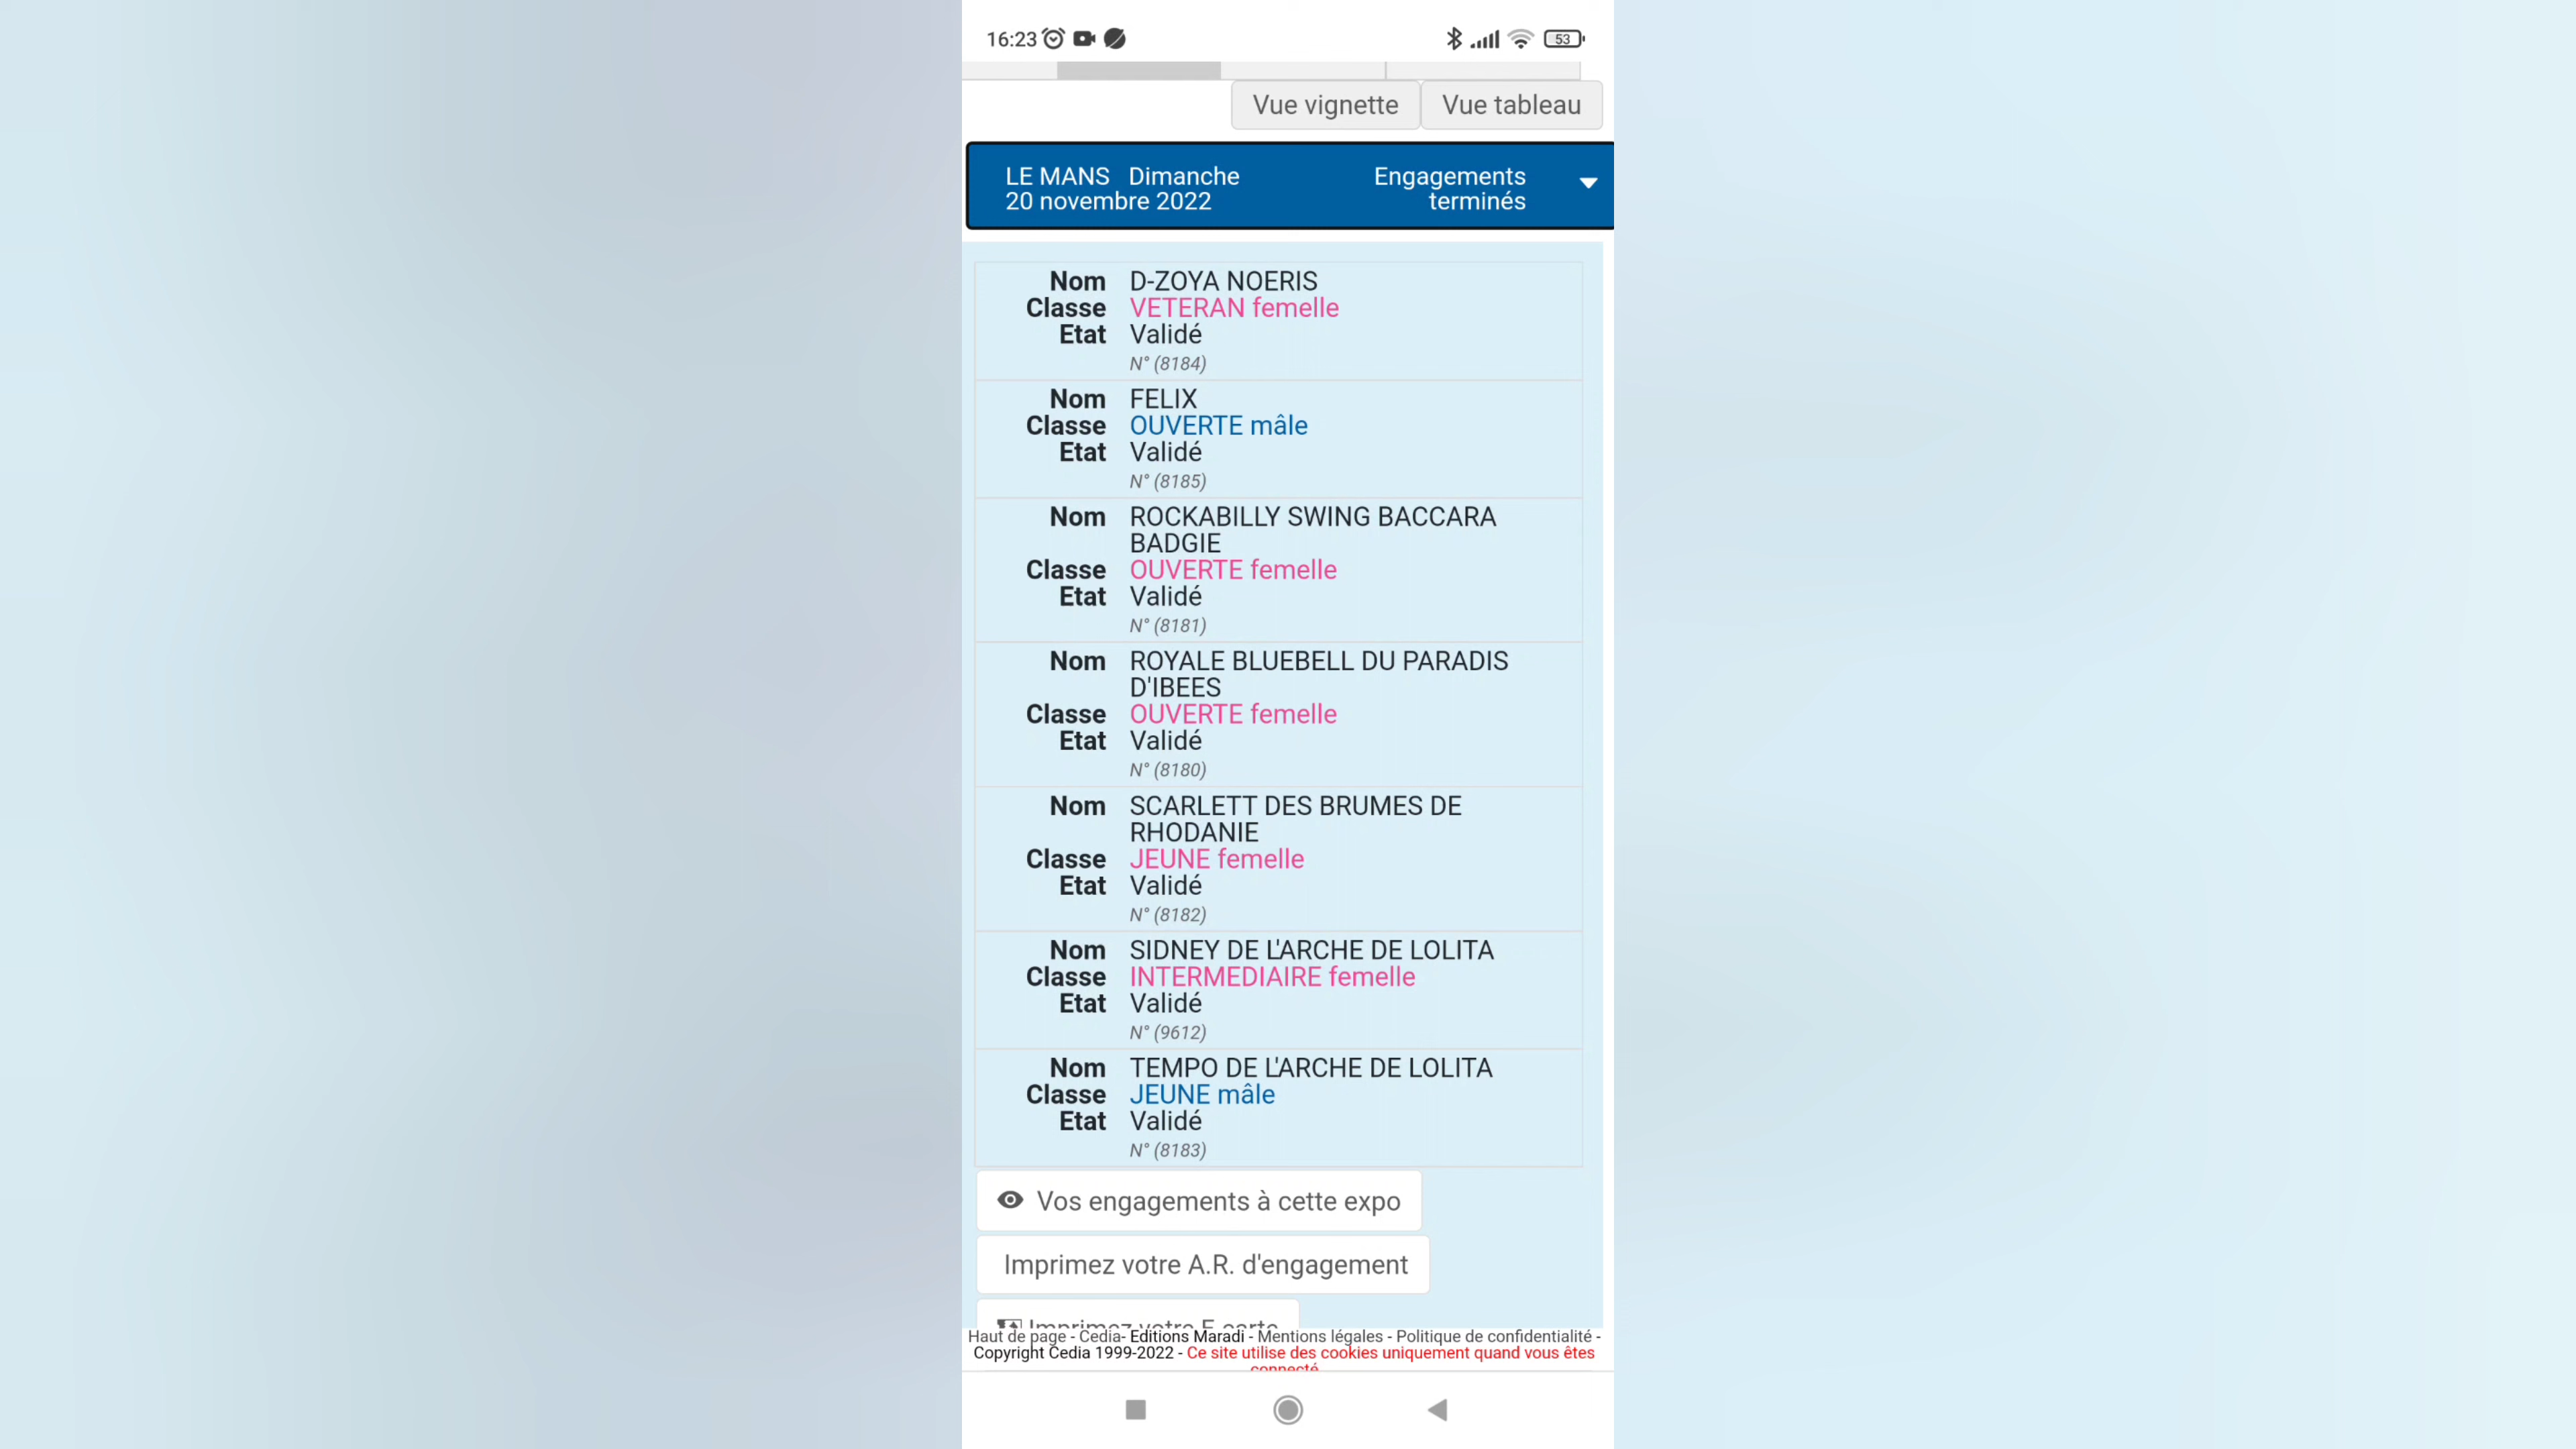 16:23
53
Vue vignette Vue tableau
LE MANS Dimanche
20 novembre 2022
Engagements
terminés
Nom D-ZOYA NOERIS
Classe VETERAN femelle
Etat Validé
N° (8184)
Nom FELIX
Classe OUVERTE mâle
Etat Validé
N° (8185)
Nom ROCKABILLY SWING BACCARA
BADGIE
Classe OUVERTE femelle
Etat Validé
N° (8181)
Nom ROYALE BLUEBELL DU PARADIS
D'IBEES
Classe OUVERTE femelle
Etat Validé
N° (8180)
Nom SCARLETT DES BRUMES DE
RHODANIE
Classe JEUNE femelle
Etat Validé
N° (8182)
Nom SIDNEY DE L'ARCHE DE LOLITA
Classe INTERMEDIAIRE femelle
Etat Validé
N° (9612)
Nom TEMPO DE L'ARCHE DE LOLITA
Classe JEUNE mâle
Etat Validé
N° (8183)
Vos engagements à cette expo
Imprimez votre A.R. d'engagement
Imprimez votre E-carte
Haut de page - Cedia- Editions Maradi - Mentions légales - Politique de confidentialité -
Copyright Cedia 1999-2022 - Ce site utilise des cookies uniquement quand vous êtes
connecté